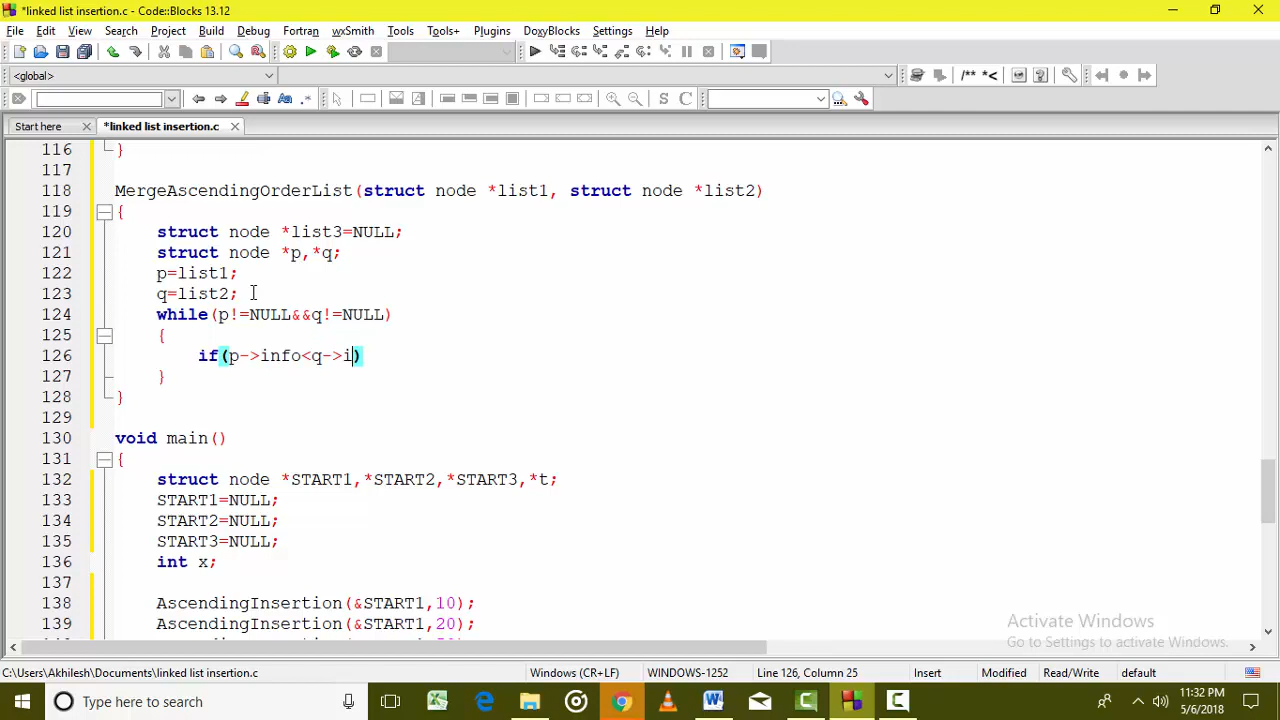 *linked list insertion.c - Code::Blocks 13.12
File Edit View Search Project Build Debug Fortran wxSmith Tools Tools+ Plugins DoxyBlocks Settings Help
<global>
/** *<
S C
Start here *linked list insertion.c
116 }
117
118 MergeAscendingOrderList(struct node *list1, struct node *list2)
119 {
120 struct node *list3=NULL;
121 struct node *p,*q;
122 p=list1;
123 q=list2;
124 while(p!=NULL&&q!=NULL)
125 {
126 if(p->info<q->i)
127 }
128 }
129
130 void main()
131 {
132 struct node *START1,*START2,*START3,*t;
133 START1=NULL;
134 START2=NULL;
135 START3=NULL;
136 int x;
137
138 AscendingInsertion(&START1,10);
139 AscendingInsertion(&START1,20);
Activate Windows
Go to Settings to activate Windows.
C:\Users\Akhilesh\Documents\linked list insertion.c Windows (CR+LF) WINDOWS-1252 Line 126, Column 25 Insert Modified Read/Write default
Type here to search
11:32 PM
5/6/2018